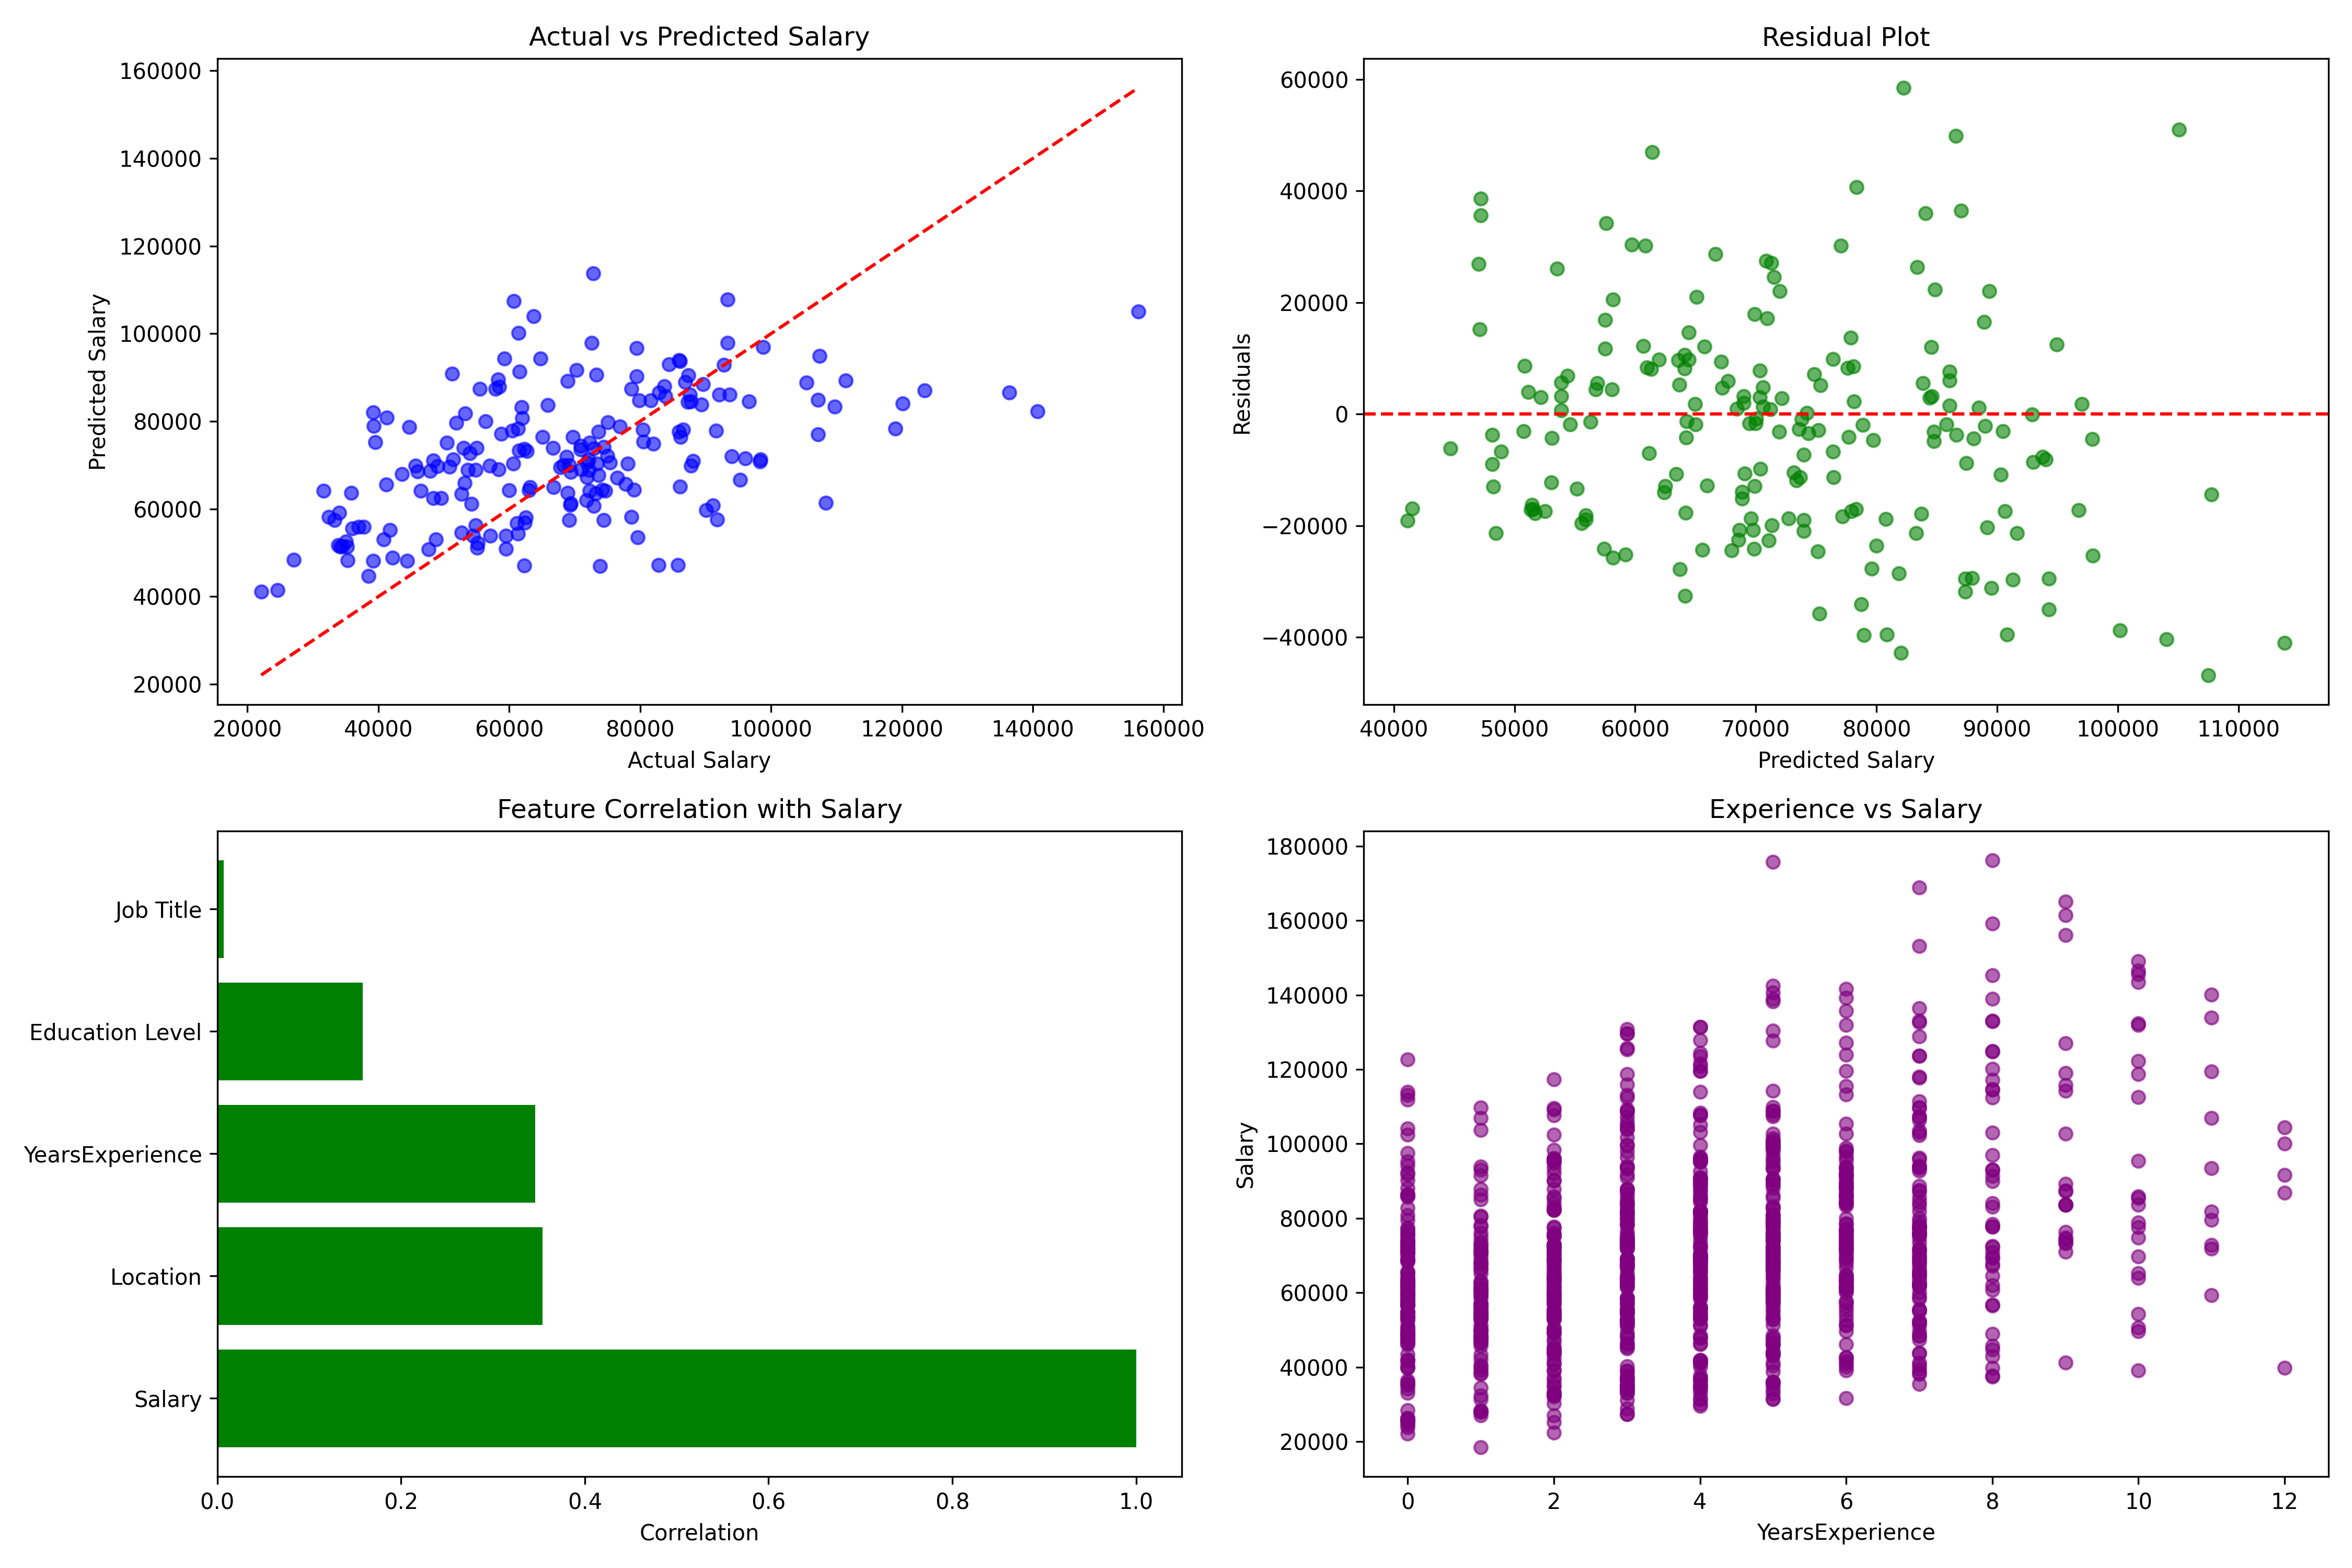 Actual vs Predicted Salary
160000
140000
120000
100000
80000
60000
40000
20000
Predicted Salary
20000 40000 60000 80000 100000 120000 140000 160000
Actual Salary
Residual Plot
60000
40000
20000
0
−20000
−40000
Residuals
40000 50000 60000 70000 80000 90000 100000 110000
Predicted Salary
Feature Correlation with Salary
Job Title
Education Level
YearsExperience
Location
Salary
0.0 0.2 0.4 0.6 0.8 1.0
Correlation
Experience vs Salary
180000
160000
140000
120000
100000
80000
60000
40000
20000
Salary
0 2 4 6 8 10 12
YearsExperience